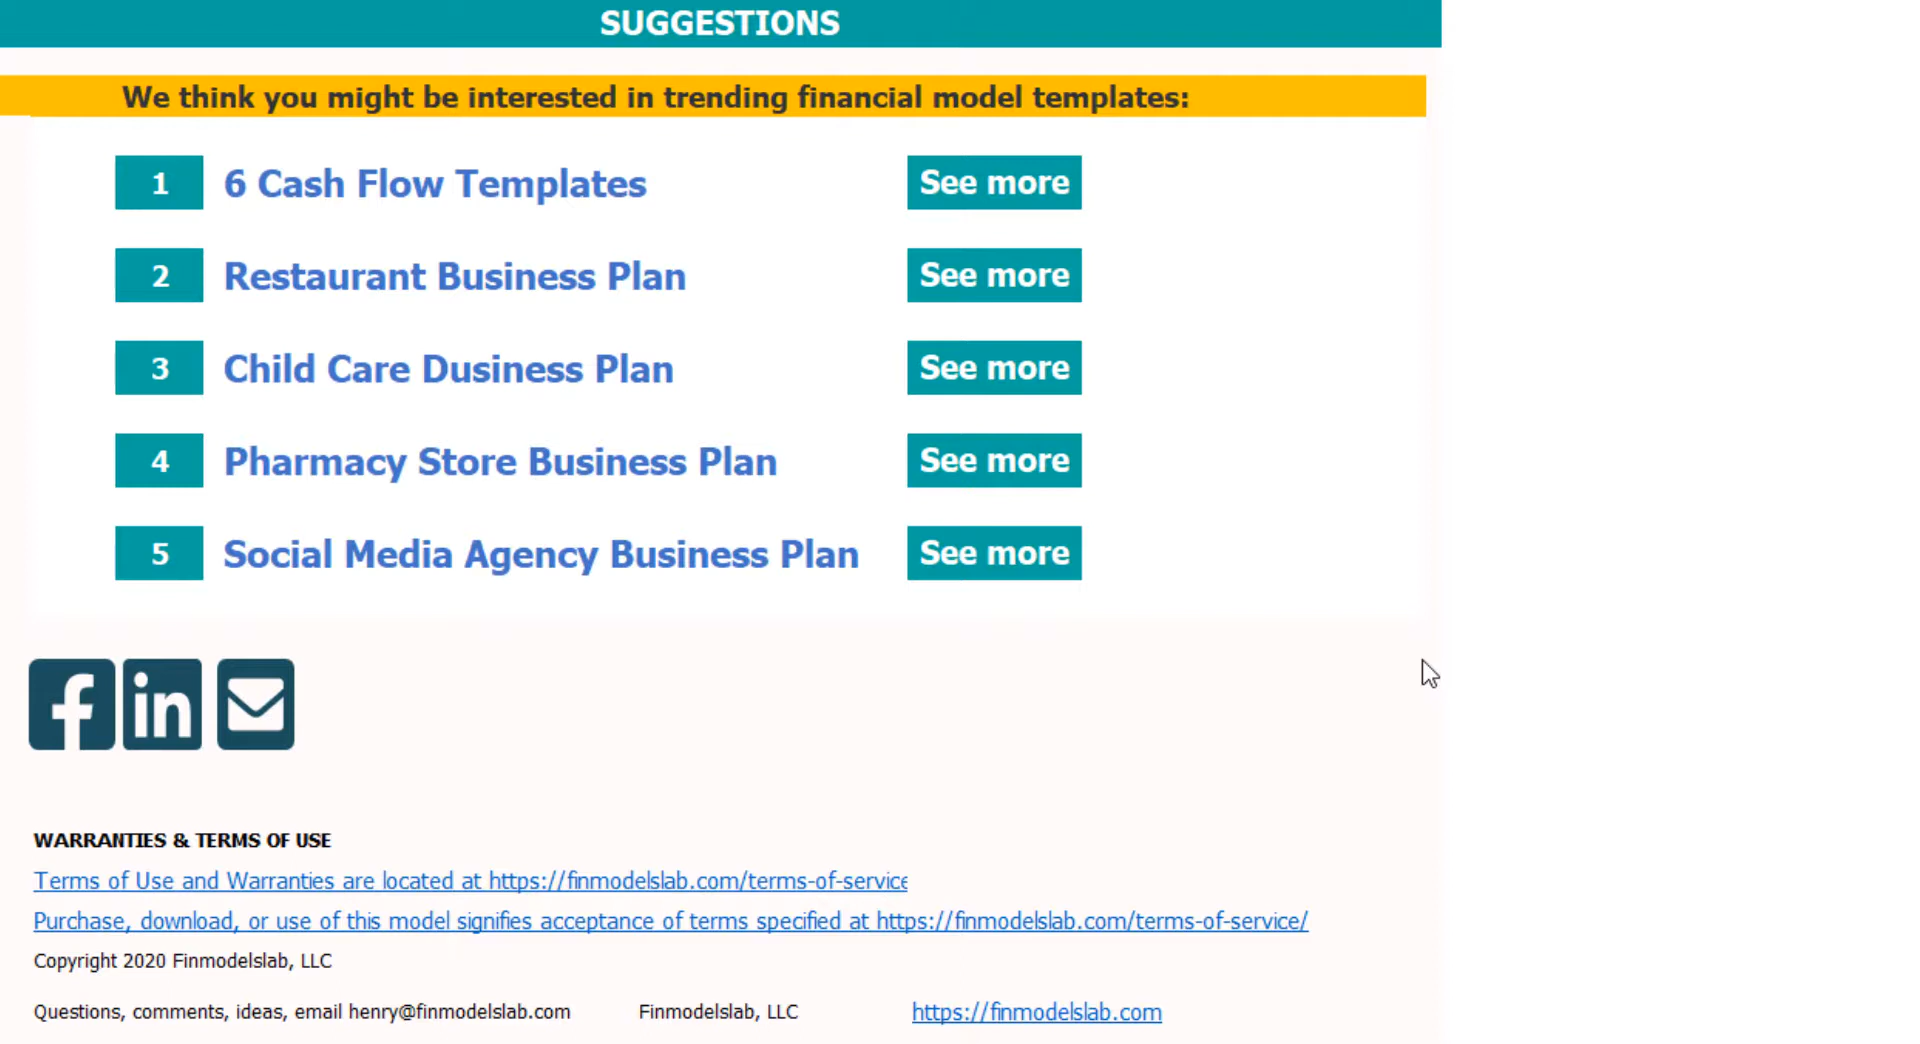 SUGGESTIONS
We think you might be interested in trending financial model templates:
1 6 Cash Flow Templates See more
2 Restaurant Business Plan See more
3 Child Care Dusiness Plan See more
4 Pharmacy Store Business Plan See more
5 Social Media Agency Business Plan See more
f in
WARRANTIES & TERMS OF USE
Terms of Use and Warranties are located at https://finmodelslab.com/terms-of-service
Purchase, download, or use of this model signifies acceptance of terms specified at https://finmodelslab.com/terms-of-service/
Copyright 2020 Finmodelslab, LLC
Questions, comments, ideas, email henry@finmodelslab.com Finmodelslab, LLC https://finmodelslab.com